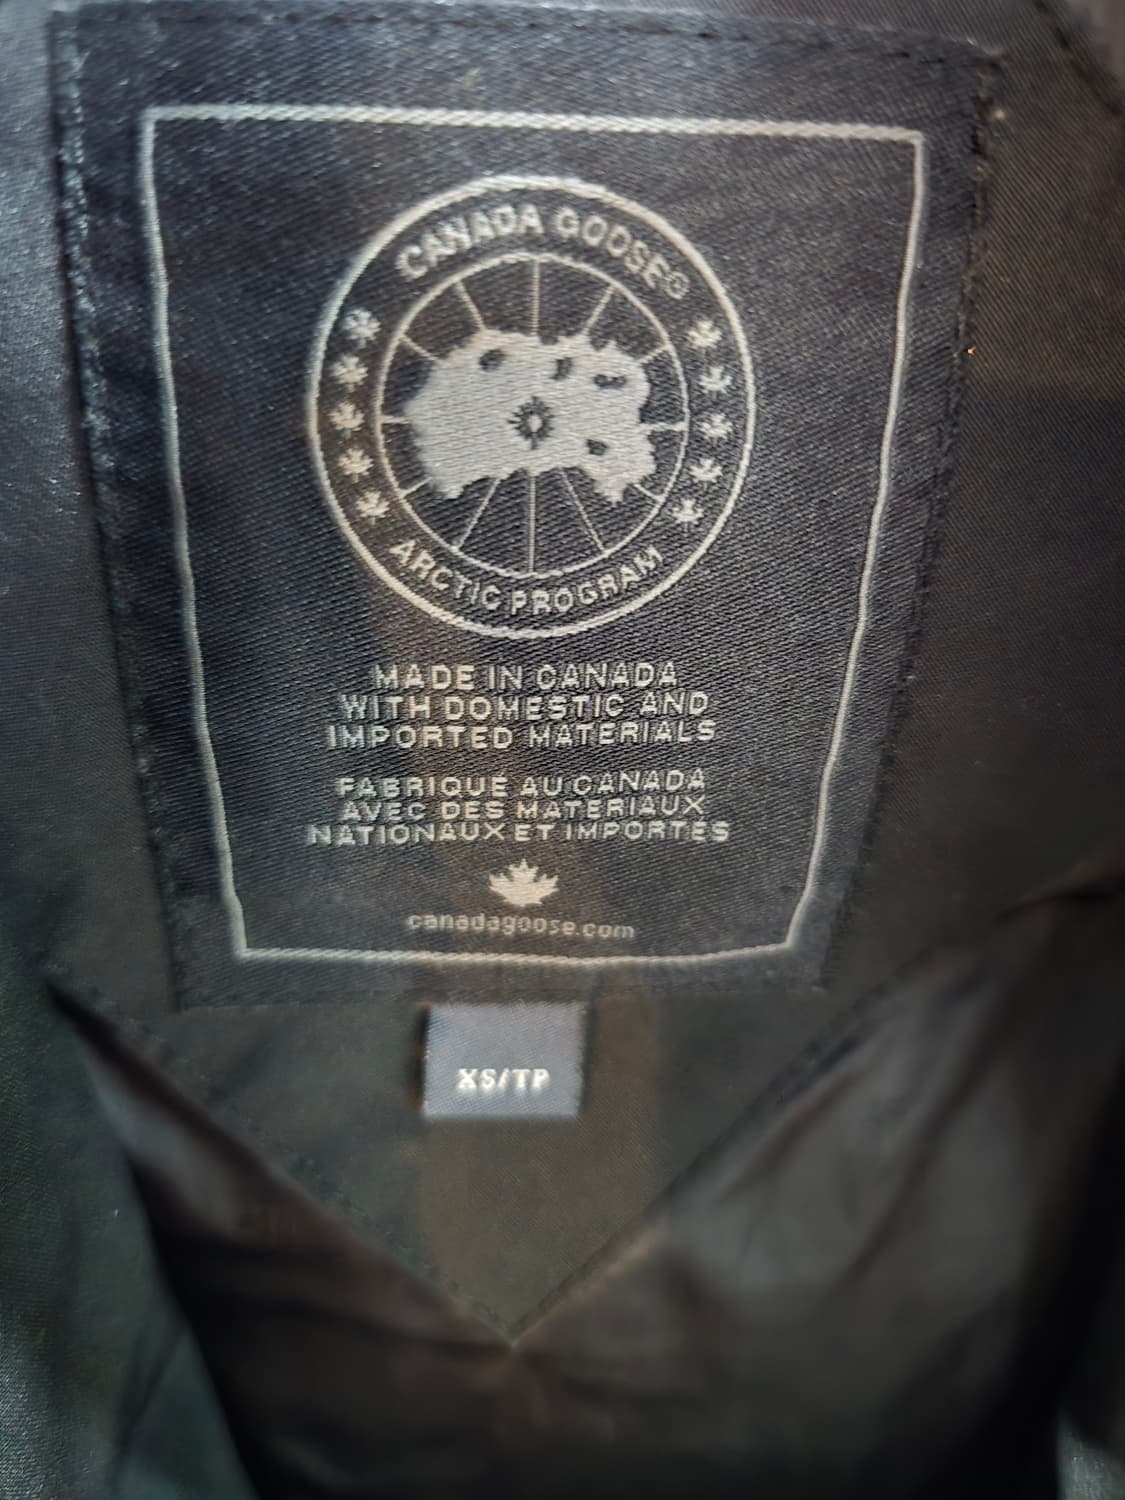 CANADA GOOSE®
ARCTIC PROGRAM
MADE IN CANADA
WITH DOMESTIC AND
IMPORTED MATERIALS
FABRIQUE AU CANADA
AVEC DES MATERIAUX
NATIONAUX ET IMPORTES
canadagoose.com
XS/TP